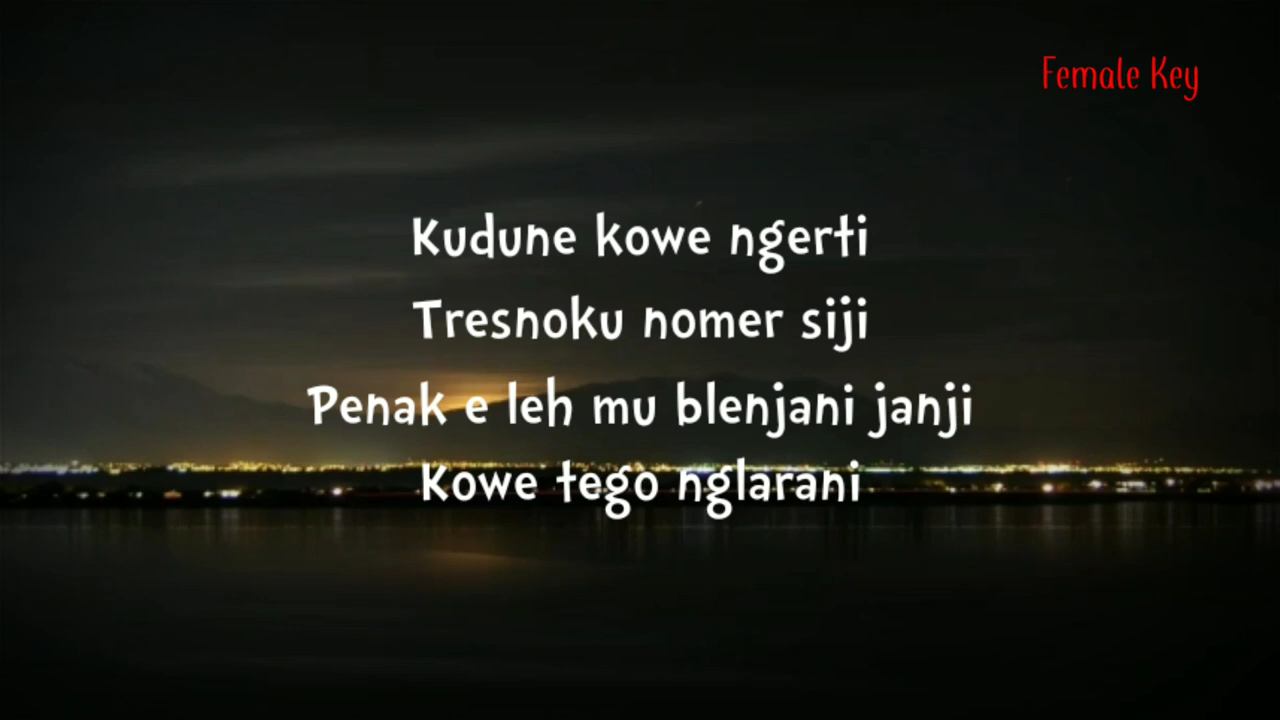 Female Key
Kudune kowe ngerti
Tresnoku nomer siji
Penak e leh mu blenjani janji
Kowe tego nglarani